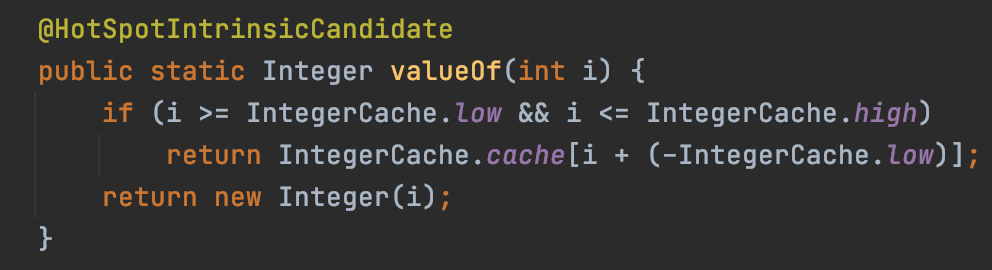 @HotSpotIntrinsicCandidate
public static Integer valueOf(int i) {
if (i >= IntegerCache.low && i <= IntegerCache.high)
return IntegerCache.cache[i + (-IntegerCache.low)];
return new Integer(i);
}